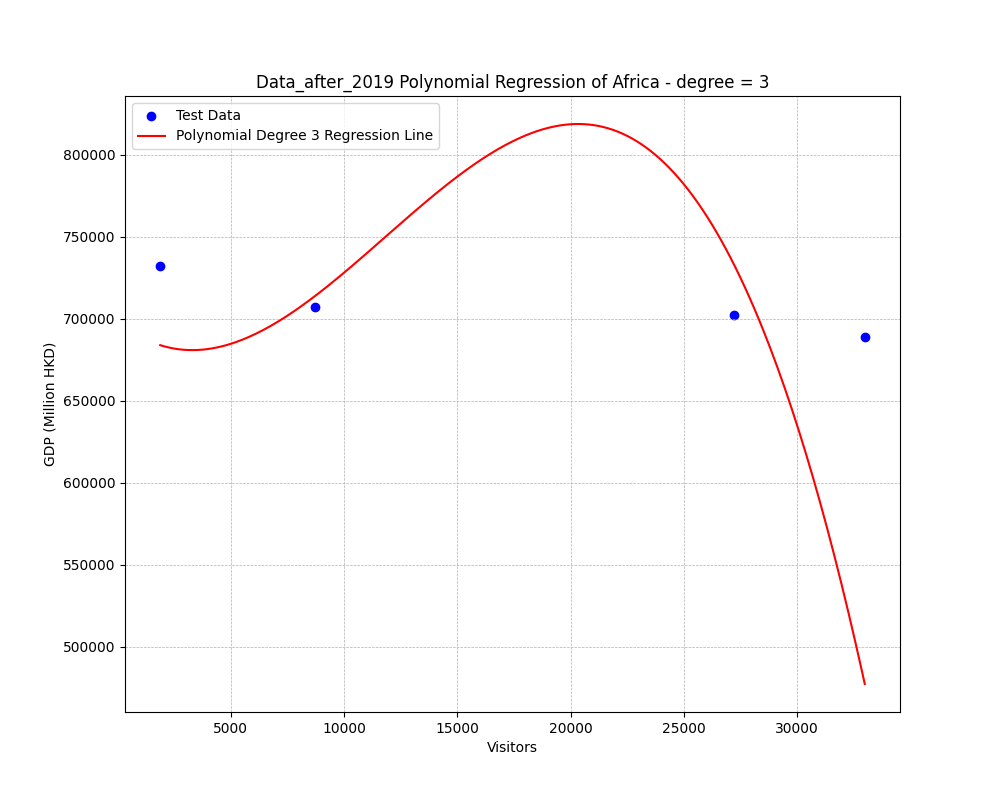 Data_after_2019 Polynomial Regression of Africa - degree = 3
Test Data
Polynomial Degree 3 Regression Line
GDP (Million HKD)
800000
750000
700000
650000
600000
550000
500000
5000 10000 15000 20000 25000 30000
Visitors